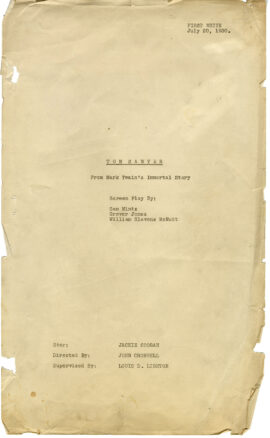 FIRST WHITE
July 20, 1930.
TOM SAWYER
From Mark Twain's Immortal Story
Screen Play By:
Sam Mintz
Grover Jones
William Slavens McNutt
Star: JACKIE COOGAN
Directed By: JOHN CROMWELL
Supervised By: LOUIS D. LIGHTON